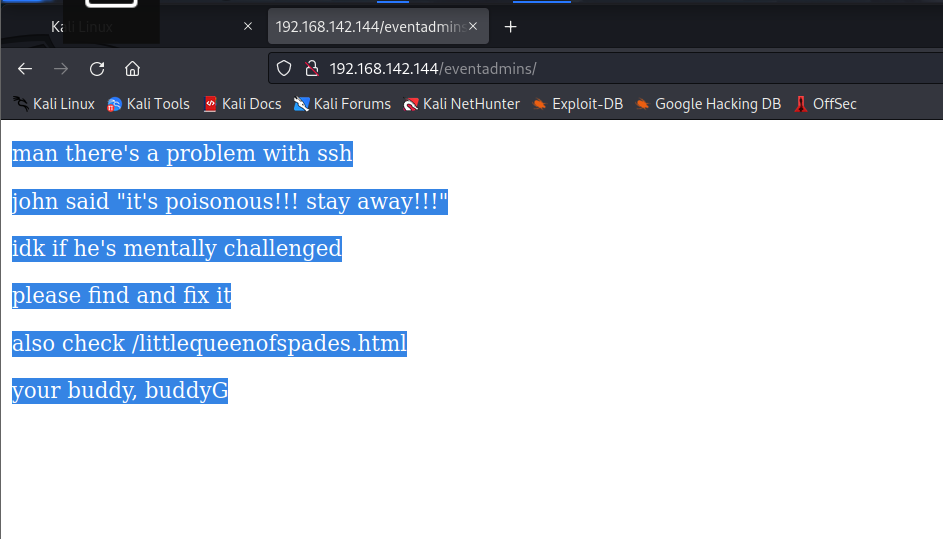 Kali Linux
192.168.142.144/eventadmins
192.168.142.144/eventadmins/
Kali Linux Kali Tools Kali Docs Kali Forums Kali NetHunter Exploit-DB Google Hacking DB OffSec
man there's a problem with ssh
john said "it's poisonous!!! stay away!!!"
idk if he's mentally challenged
please find and fix it
also check /littlequeenofspades.html
your buddy, buddyG